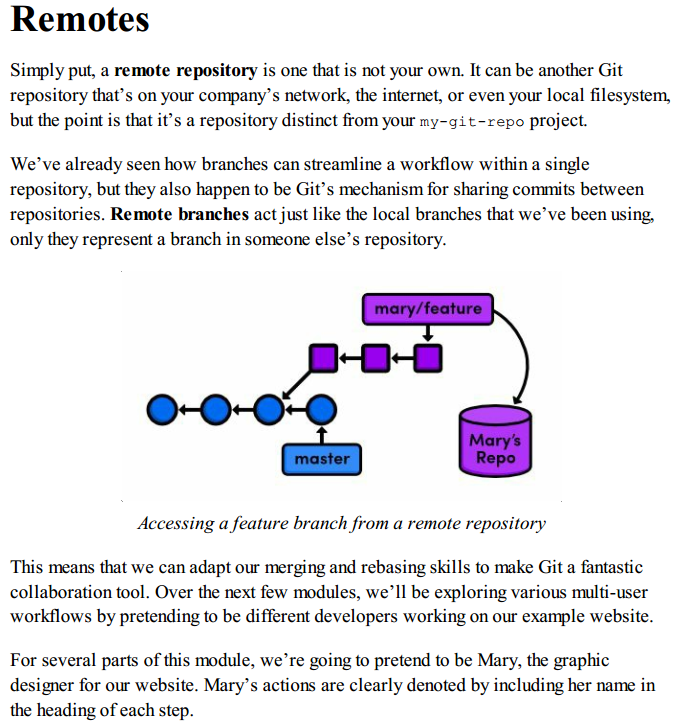 Remotes
Simply put, a remote repository is one that is not your own. It can be another Git
repository that’s on your company’s network, the internet, or even your local filesystem,
but the point is that it’s a repository distinct from your my-git-repo project.
We’ve already seen how branches can streamline a workflow within a single
repository, but they also happen to be Git’s mechanism for sharing commits between
repositories. Remote branches act just like the local branches that we’ve been using,
only they represent a branch in someone else’s repository.
mary/feature
Mary’s
Repo
master
Accessing a feature branch from a remote repository
This means that we can adapt our merging and rebasing skills to make Git a fantastic
collaboration tool. Over the next few modules, we’ll be exploring various multi-user
workflows by pretending to be different developers working on our example website.
For several parts of this module, we’re going to pretend to be Mary, the graphic
designer for our website. Mary’s actions are clearly denoted by including her name in
the heading of each step.